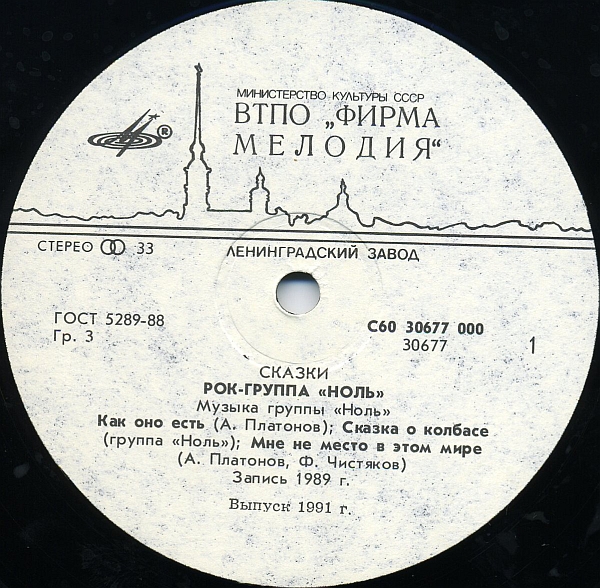 МИНИСТЕРСТВО КУЛЬТУРЫ СССР
ВТПО „ФИРМА
МЕЛОДИЯ“
®
СТЕРЕО 33
ЛЕНИНГРАДСКИЙ ЗАВОД
ГОСТ 5289-88
Гр. 3
С60 30677 000
30677
1
СКАЗКИ
РОК-ГРУППА «НОЛЬ»
Музыка группы «Ноль»
Как оно есть (А. Платонов); Сказка о колбасе
(группа «Ноль»); Мне не место в этом мире
(А. Платонов, Ф. Чистяков)
Запись 1989 г.
Выпуск 1991 г.